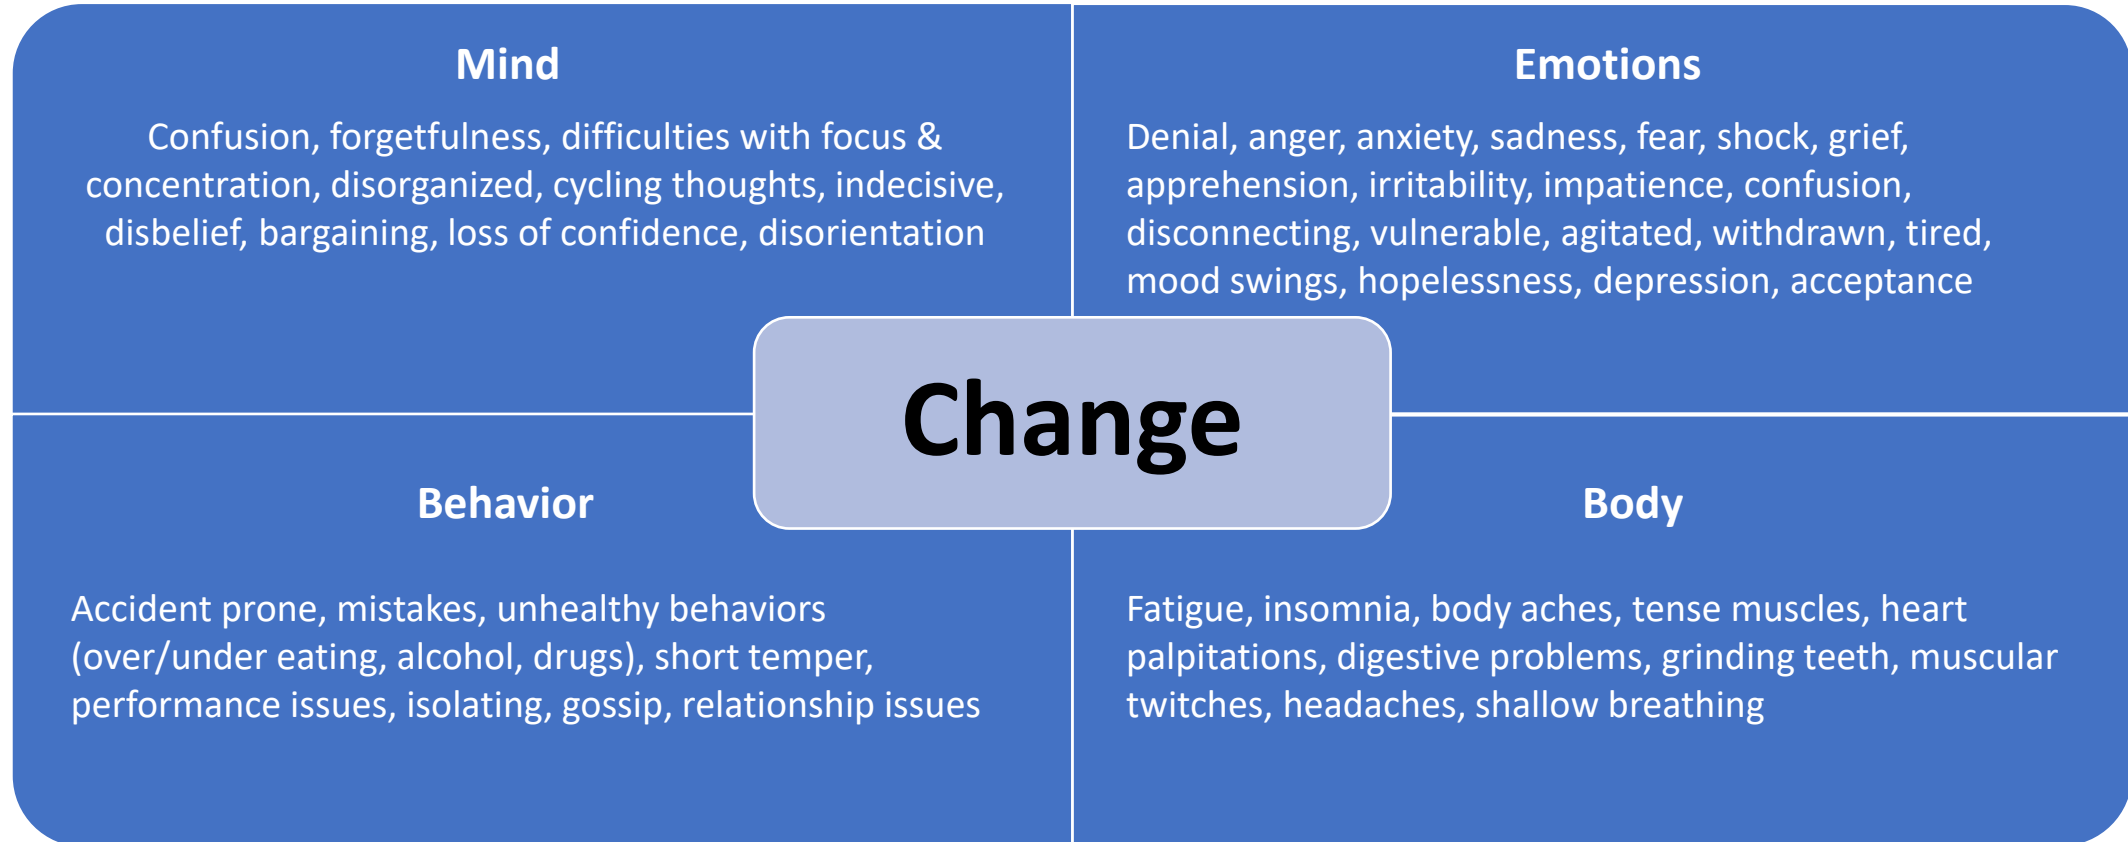 Mind
Confusion, forgetfulness, difficulties with focus &
concentration, disorganized, cycling thoughts, indecisive,
disbelief, bargaining, loss of confidence, disorientation
Emotions
Denial, anger, anxiety, sadness, fear, shock, grief,
apprehension, irritability, impatience, confusion,
disconnecting, vulnerable, agitated, withdrawn, tired,
mood swings, hopelessness, depression, acceptance
Change
Behavior
Accident prone, mistakes, unhealthy behaviors
(over/under eating, alcohol, drugs), short temper,
performance issues, isolating, gossip, relationship issues
Body
Fatigue, insomnia, body aches, tense muscles, heart
palpitations, digestive problems, grinding teeth, muscular
twitches, headaches, shallow breathing